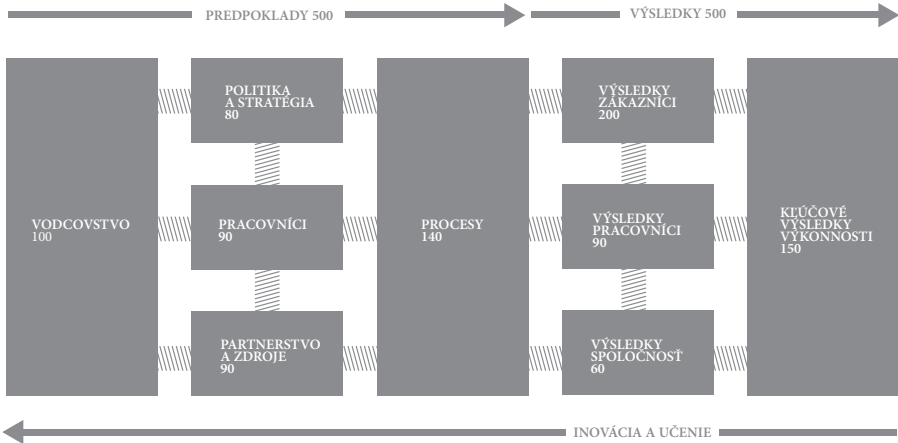 PREDPOKLADY 500
VÝSLEDKY 500
VODCOVSTVO
100
POLITIKA
A STRATÉGIA
80
PRACOVNÍCI
90
PARTNERSTVO
A ZDROJE
90
PROCESY
140
VÝSLEDKY
ZÁKAZNÍCI
200
VÝSLEDKY
PRACOVNÍCI
90
VÝSLEDKY
SPOLOČNOSŤ
60
KĽÚČOVÉ
VÝSLEDKY
VÝKONNOSTI
150
INOVÁCIA A UČENIE